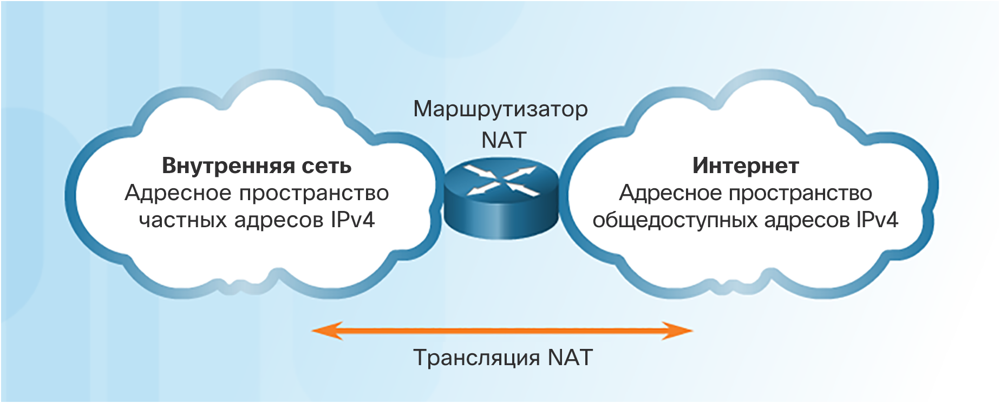 Маршрутизатор
NAT
Внутренняя сеть
Адресное пространство
частных адресов IPv4
Интернет
Адресное пространство
общедоступных адресов IPv4
Трансляция NAT